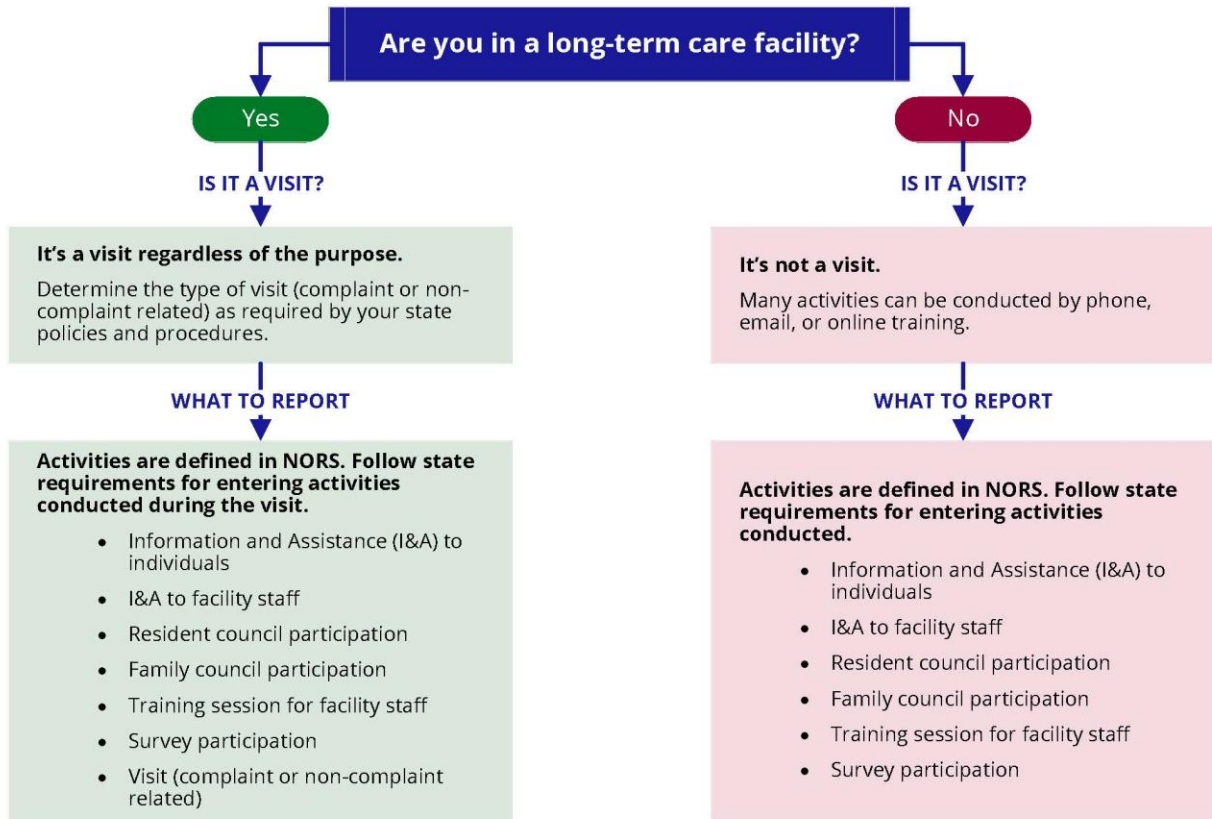 Are you in a long-term care facility?
Yes
IS IT A VISIT?
It’s a visit regardless of the purpose.
Determine the type of visit (complaint or non-
complaint related) as required by your state
policies and procedures.
WHAT TO REPORT
Activities are defined in NORS. Follow state
requirements for entering activities
conducted during the visit.
• Information and Assistance (I&A) to
individuals
• I&A to facility staff
• Resident council participation
• Family council participation
• Training session for facility staff
• Survey participation
• Visit (complaint or non-complaint
related)
No
IS IT A VISIT?
It’s not a visit.
Many activities can be conducted by phone,
email, or online training.
WHAT TO REPORT
Activities are defined in NORS. Follow state
requirements for entering activities
conducted.
• Information and Assistance (I&A) to
individuals
• I&A to facility staff
• Resident council participation
• Family council participation
• Training session for facility staff
• Survey participation